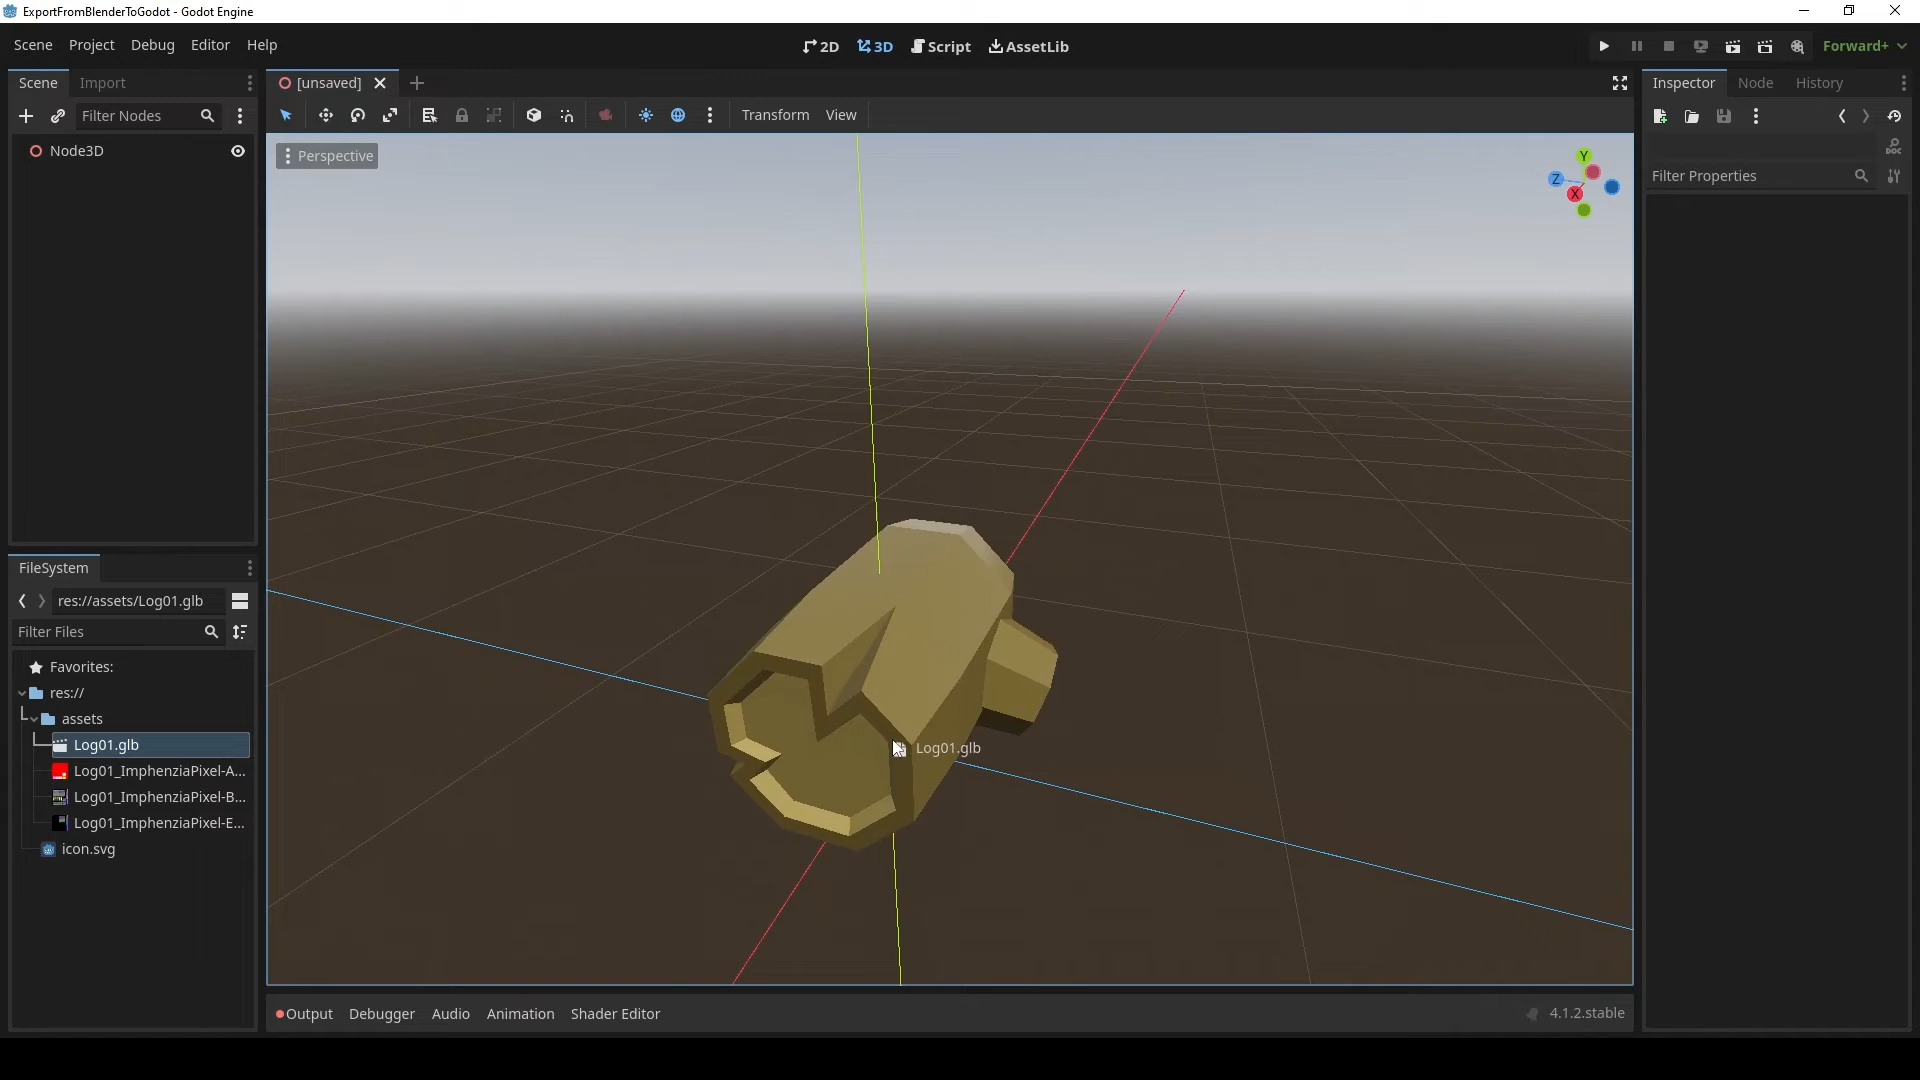 ExportFromBlenderToGodot - Godot Engine
Scene Project Debug Editor Help
2D 3D Script AssetLib
Forward+
Scene Import
[unsaved]
Inspector Node History
Filter Nodes
Transform View
DOC
Node3D
Perspective
Y
Z
X
Filter Properties
FileSystem
res://assets/Log01.glb
Filter Files
Favorites:
res://
assets
Log01.glb
Log01.glb
Log01_ImphenziaPixel-A...
Log01_ImphenziaPixel-B...
Log01_ImphenziaPixel-E...
icon.svg
Output Debugger Audio Animation Shader Editor
4.1.2.stable